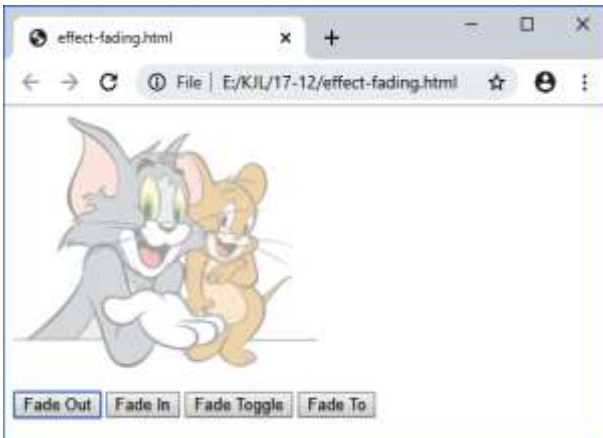 effect-fading.html
File | E:/KJL/17-12/effect-fading.html
Fade Out Fade In Fade Toggle Fade To